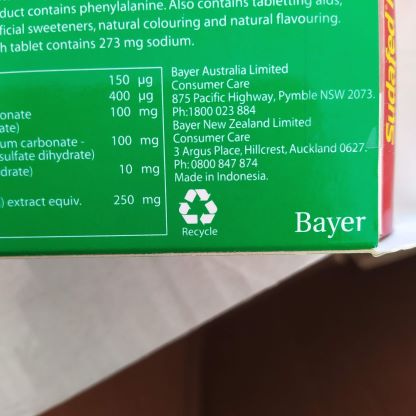 duct contains phenylalanine. Also contains tabletting aids,
ficial sweeteners, natural colouring and natural flavouring.
h tablet contains 273 mg sodium.
150 µg
400 µg
onate 100 mg
ate)
um carbonate - 100 mg
sulfate dihydrate)
drate) 10 mg
) extract equiv. 250 mg
Bayer Australia Limited
Consumer Care
875 Pacific Highway, Pymble NSW 2073.
Ph:1800 023 884
Bayer New Zealand Limited
Consumer Care
3 Argus Place, Hillcrest, Auckland 0627.
Ph:0800 847 874
Made in Indonesia.
Recycle
Bayer
sudafed